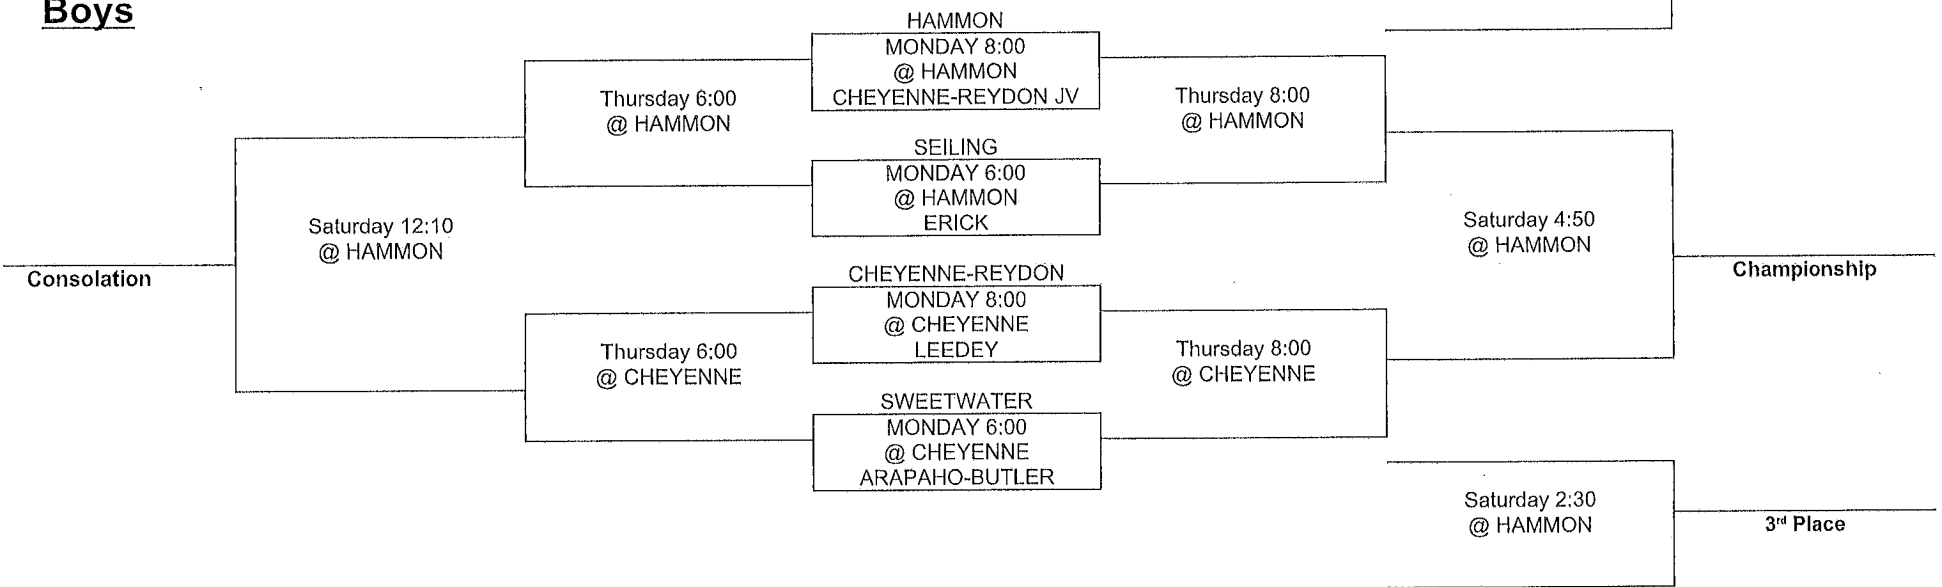 Boys
HAMMON
MONDAY 8:00
@ HAMMON
CHEYENNE-REYDON JV
Thursday 6:00
@ HAMMON
Thursday 8:00
@ HAMMON
SEILING
MONDAY 6:00
@ HAMMON
ERICK
Saturday 12:10
@ HAMMON
Saturday 4:50
@ HAMMON
Consolation
Championship
CHEYENNE-REYDON
MONDAY 8:00
@ CHEYENNE
LEEDEY
Thursday 6:00
@ CHEYENNE
Thursday 8:00
@ CHEYENNE
SWEETWATER
MONDAY 6:00
@ CHEYENNE
ARAPAHO-BUTLER
Saturday 2:30
@ HAMMON
3rd Place